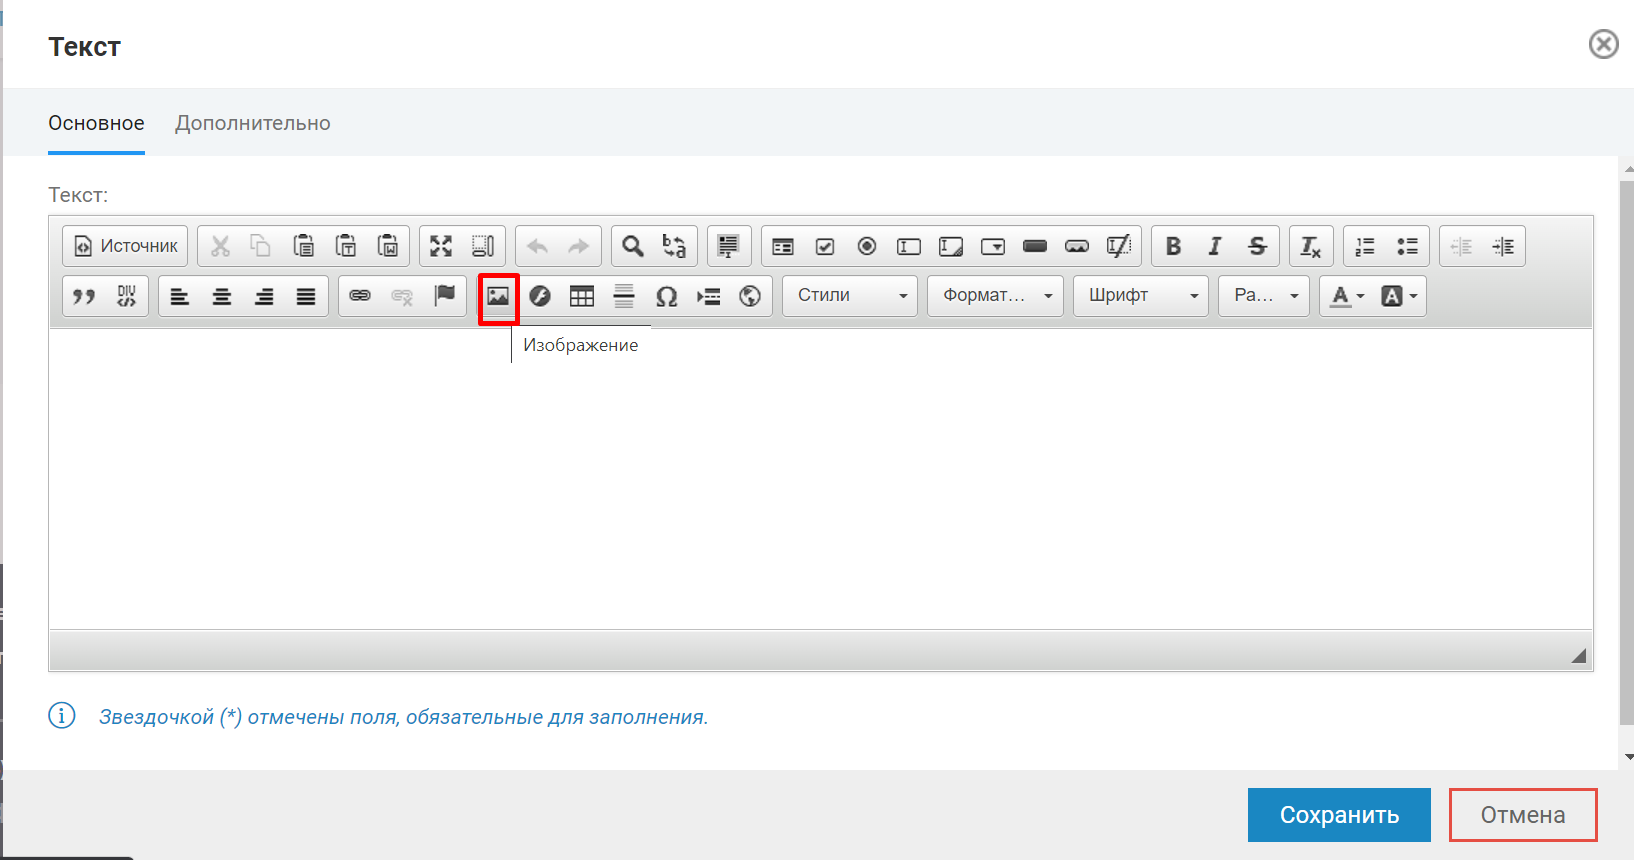 Текст
Основное Дополнительно
Текст:
Источник
Стили Формат... Шрифт Ра...
Изображение
Звездочкой (*) отмечены поля, обязательные для заполнения.
Сохранить Отмена